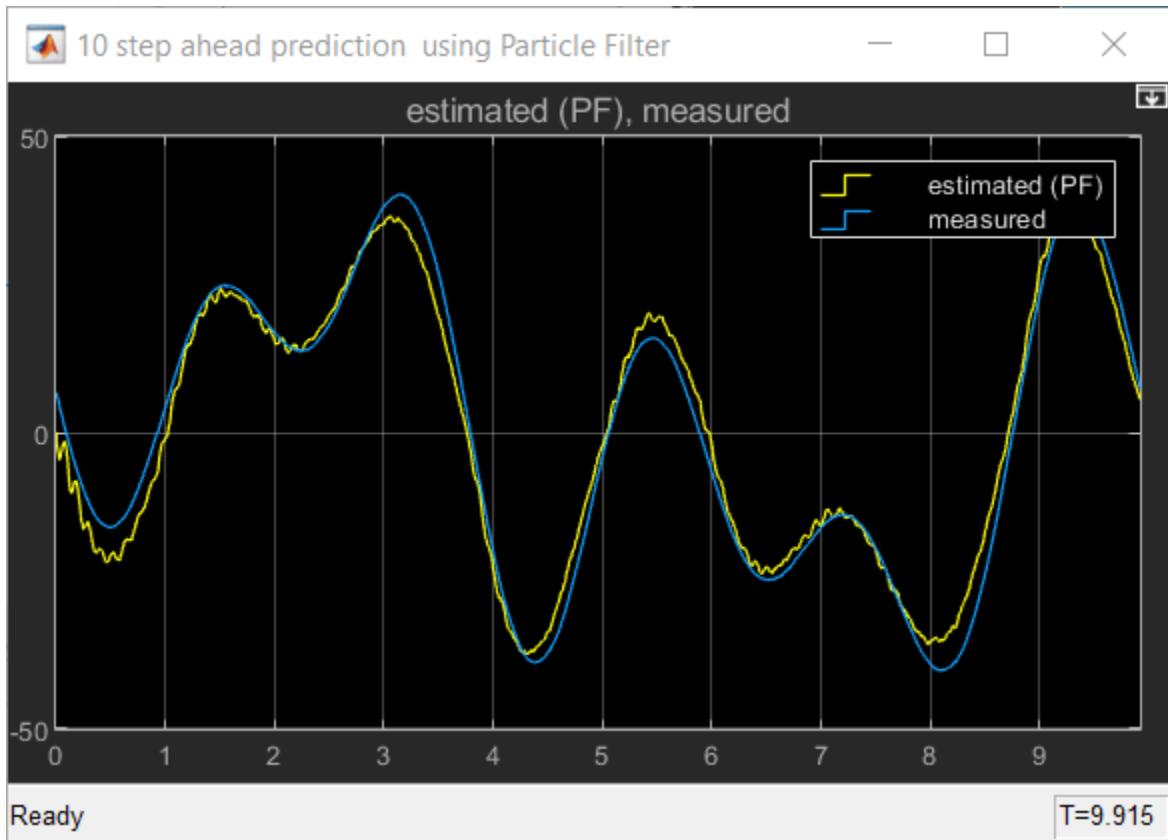 10 step ahead prediction  using Particle Filter
estimated (PF), measured
50
estimated (PF)
measured
0
-50
0 1 2 3 4 5 6 7 8 9
Ready
T=9.915